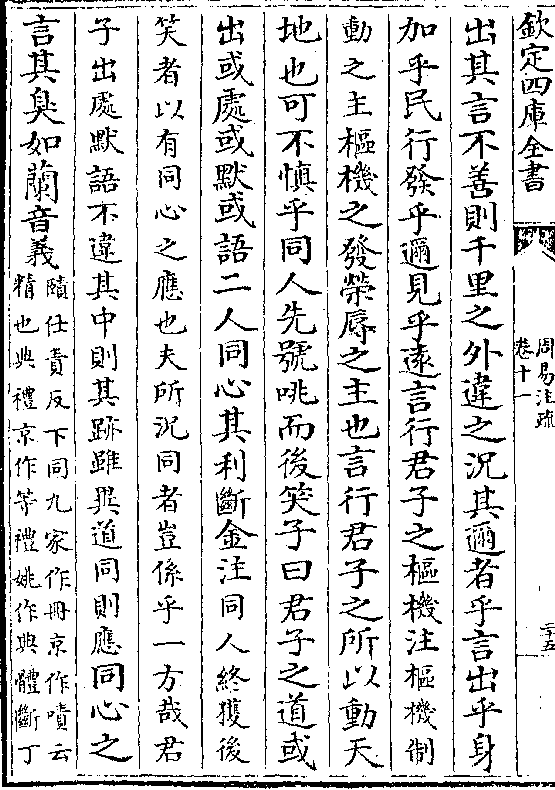 欽定四庫全書
周易注疏
卷十一
二十五
出其言不善則千里之外違之況其邇者乎言出乎身
加乎民行發乎邇見乎遠言行君子之樞機注樞機制
動之主樞機之發榮辱之主也言行君子之所以動天
地也可不慎乎同人先號咷而後笑子曰君子之道或
出或處或默或語二人同心其利斷金注同人終獲後
笑者以有同心之應也夫所況同者豈係乎一方哉君
子出處默語不違其中則其跡雖異道同則應同心之
言其臭如蘭音義
賾仕責反下同九家作冊京作嘖云
精也典禮京作等禮姚作典體斷丁